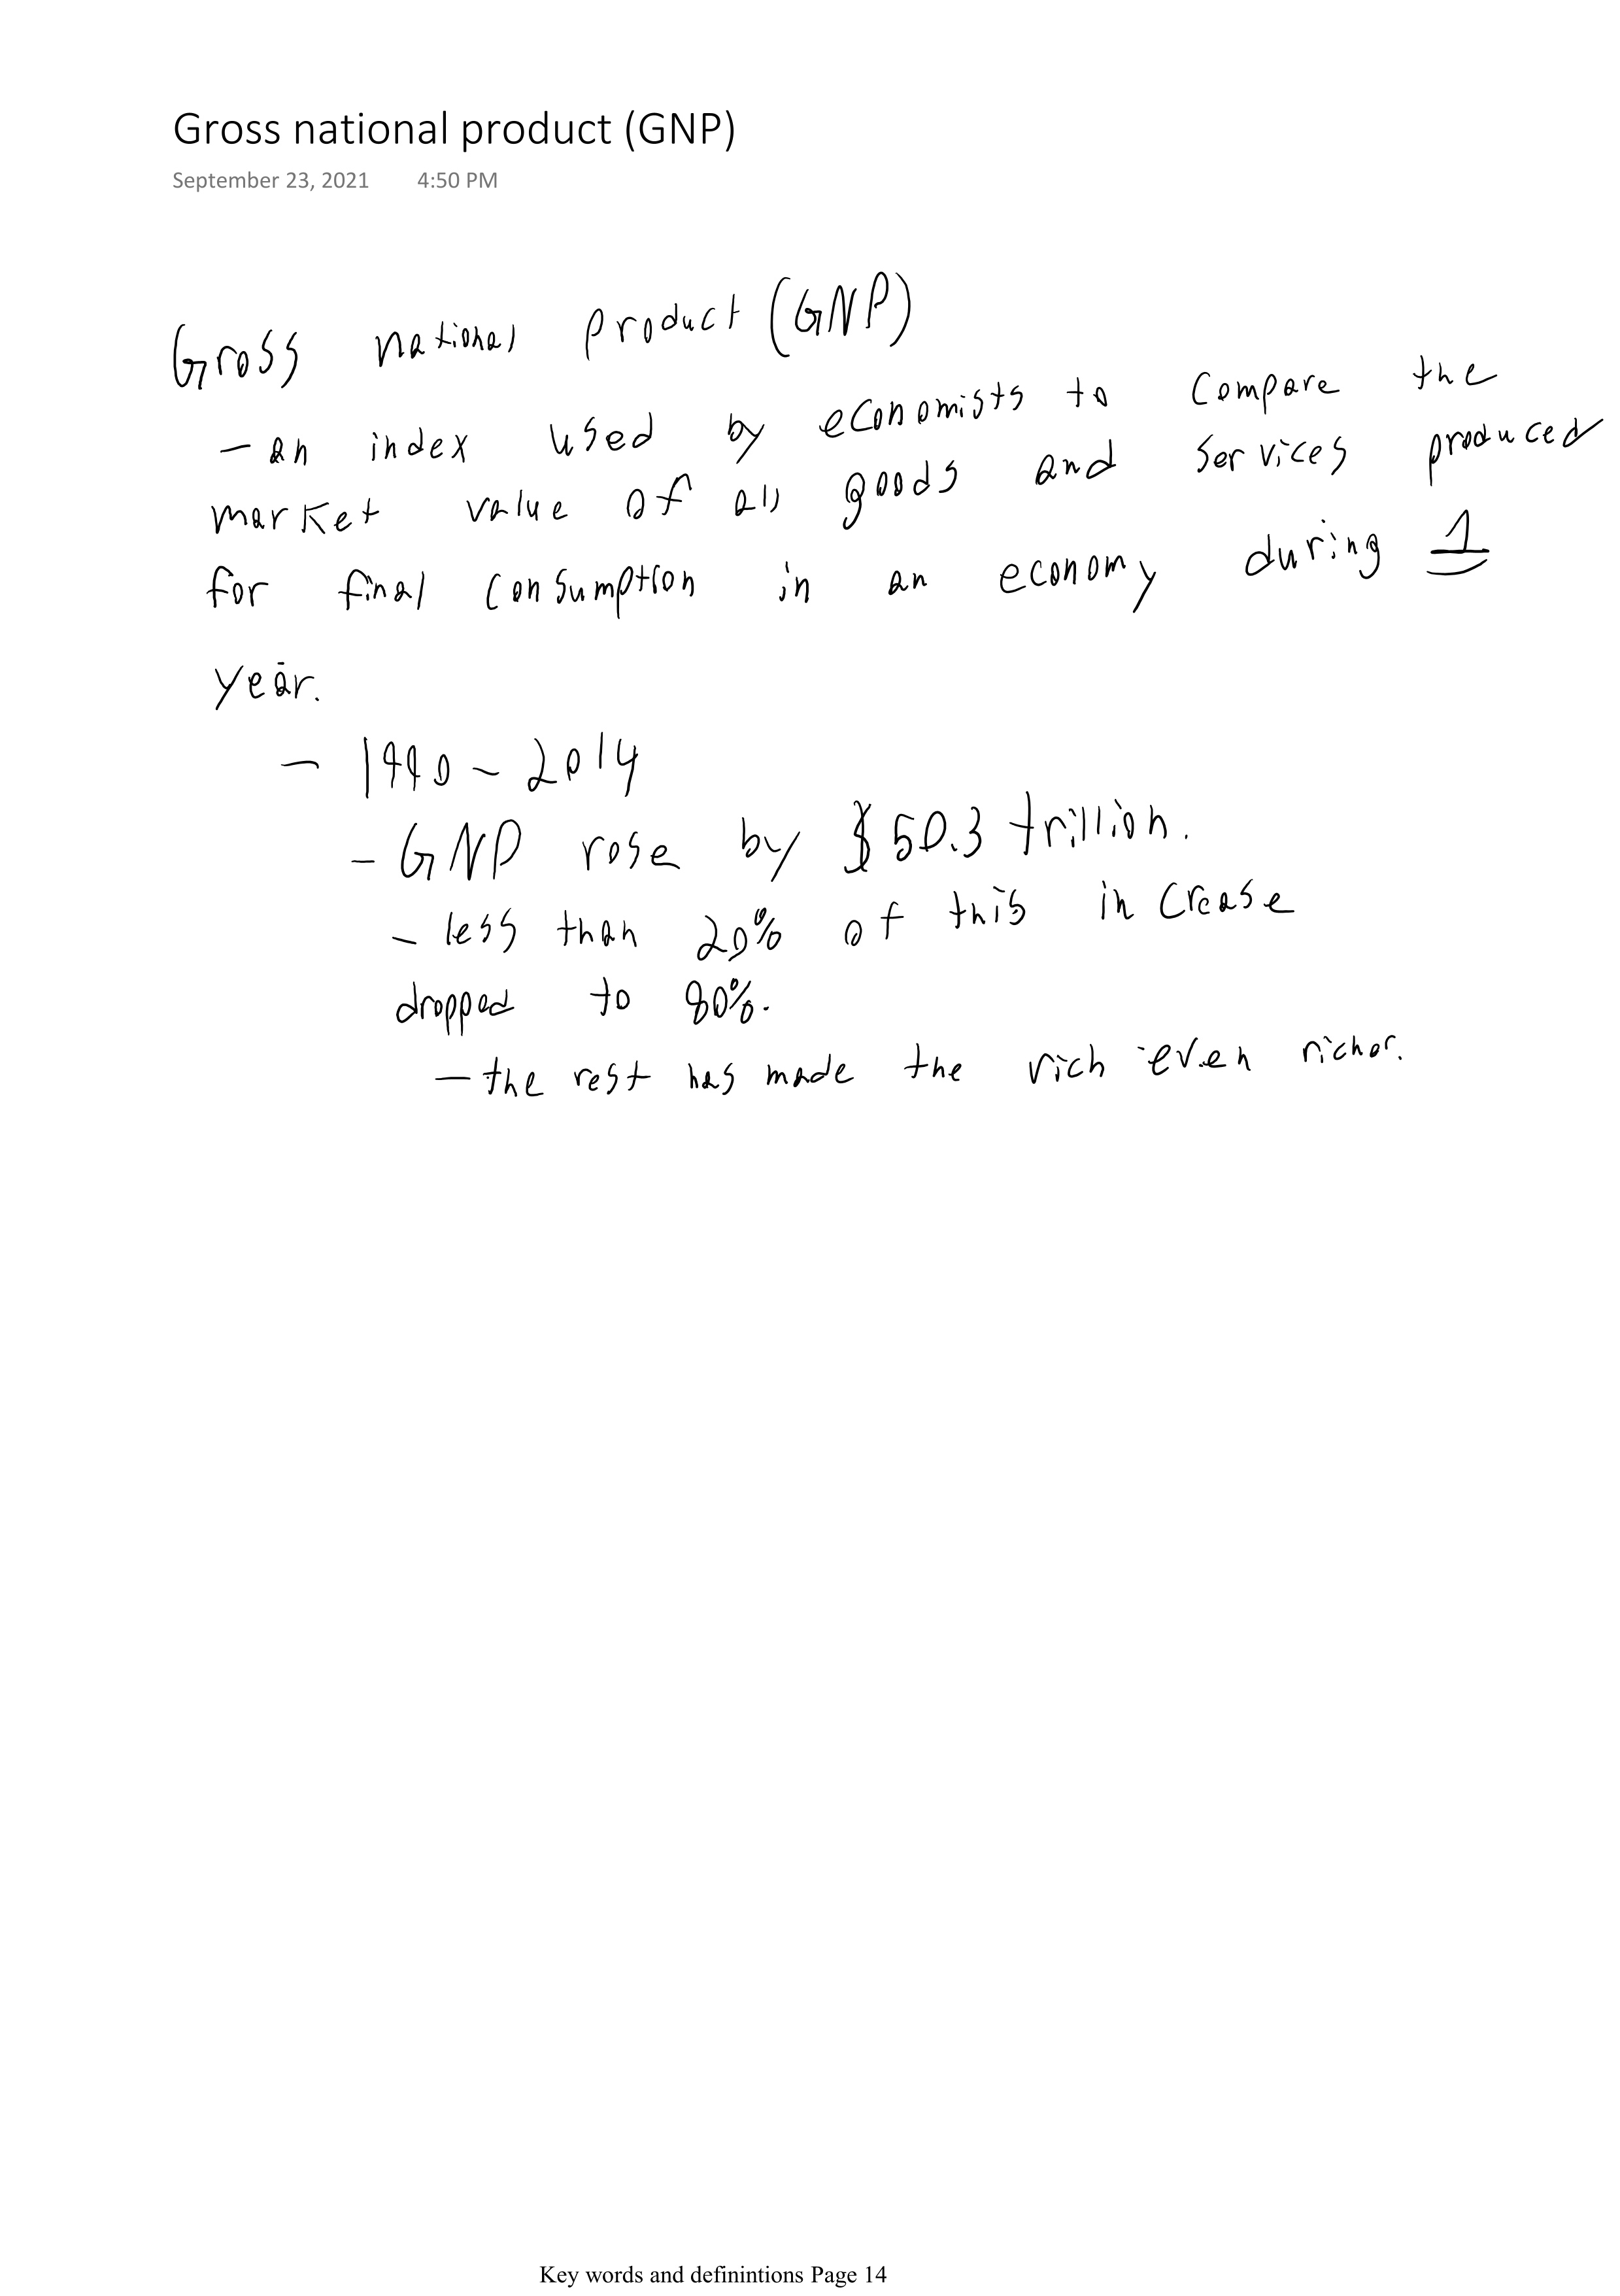 Gross national product (GNP)
September 23, 2021 4:50 PM
Gross national product (GNP)
— an index used by economists to compare the
market value of all goods and services produced
for final consumption in an economy during 1
year.
— 1990 ~ 2014
- GNP rose by $50.3 trillion.
- less than 20% of this increase
dropped to 80%.
— the rest has made the rich even richer.
Key words and definintions Page 14